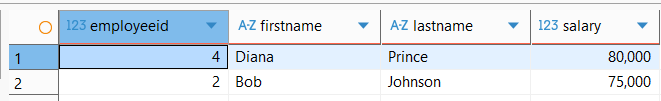 123 employeeid A-Z firstname A-Z lastname 123 salary
1 4 Diana Prince 80,000
2 2 Bob Johnson 75,000